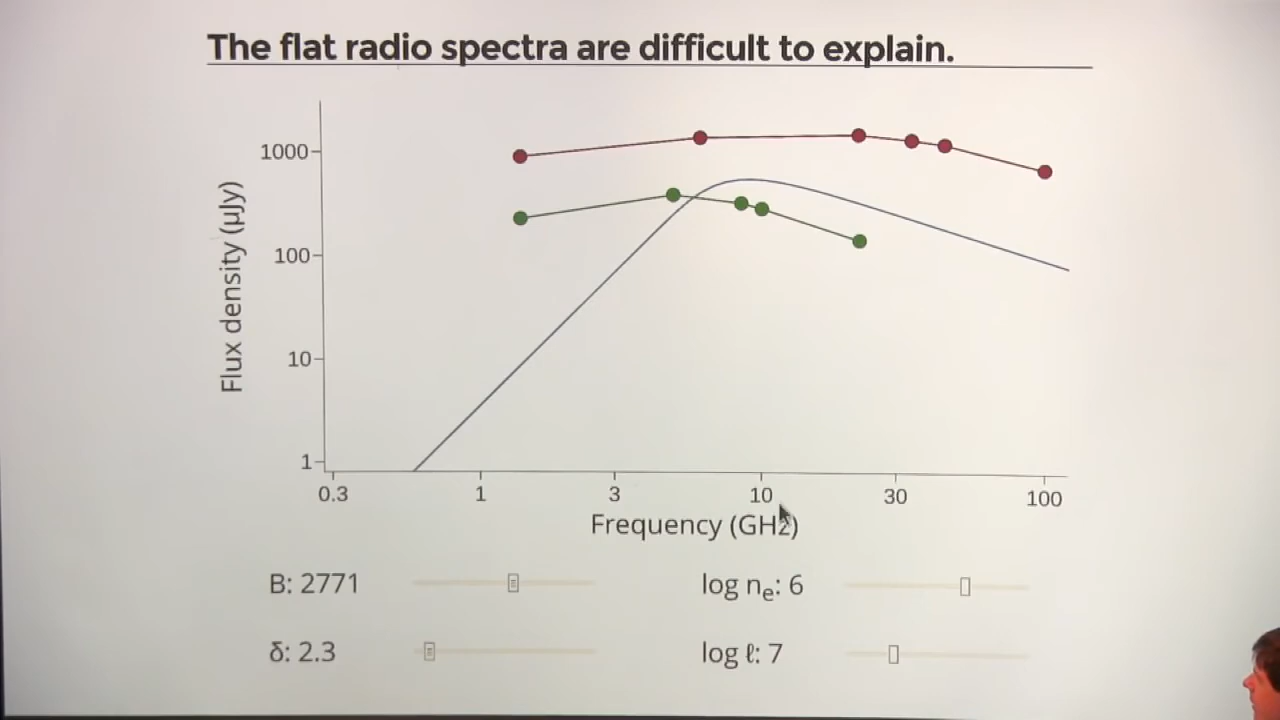 The flat radio spectra are difficult to explain.
1000
100
10
1
Flux density (µJy)
0.3 1 3 10 30 100
Frequency (GHz)
B: 2771
log nₑ: 6
δ: 2.3
log ℓ: 7